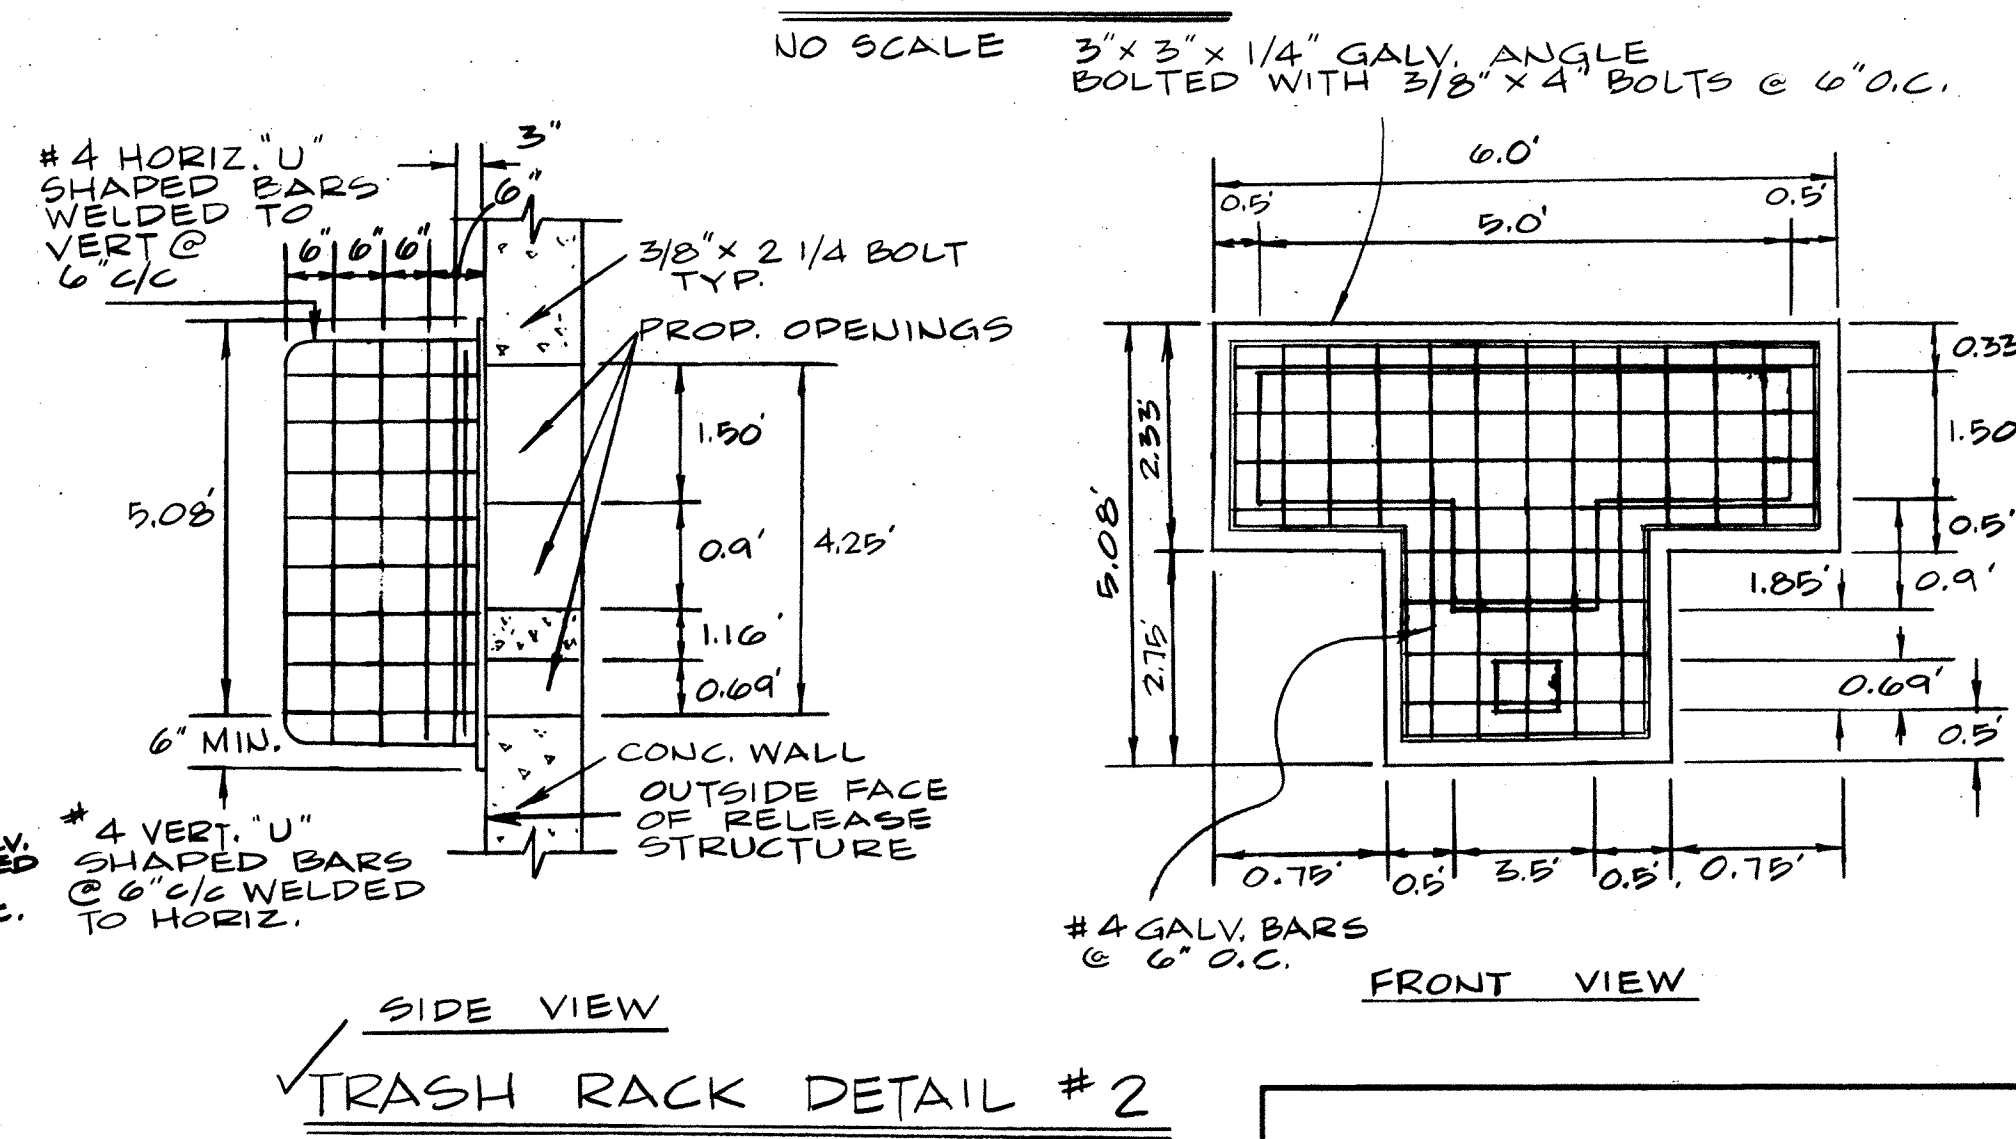 NO SCALE
3" x 3" x 1/4" GALV. ANGLE
BOLTED WITH 3/8" x 4" BOLTS @ 6" O.C.
# 4 HORIZ. "U"
SHAPED BARS
WELDED TO
VERT @
6" C/C
3"
6"
6" 6" 6"
3/8" x 2 1/4 BOLT
TYP.
PROP. OPENINGS
1.50'
0.9'
4.25'
1.16'
0.69'
5.08'
6" MIN.
CONC. WALL
OUTSIDE FACE
OF RELEASE
STRUCTURE
# 4 VERT. "U"
SHAPED BARS
@ 6" c/c WELDED
TO HORIZ.
SIDE VIEW
6.0'
0.5' 0.5'
5.0'
0.33
2.33'
1.50
5.08'
0.5'
1.85' 0.9'
2.75'
0.69'
0.5'
0.75' 0.5' 3.5' 0.5' 0.75'
# 4 GALV. BARS
@ 6" O.C.
FRONT VIEW
TRASH RACK DETAIL # 2